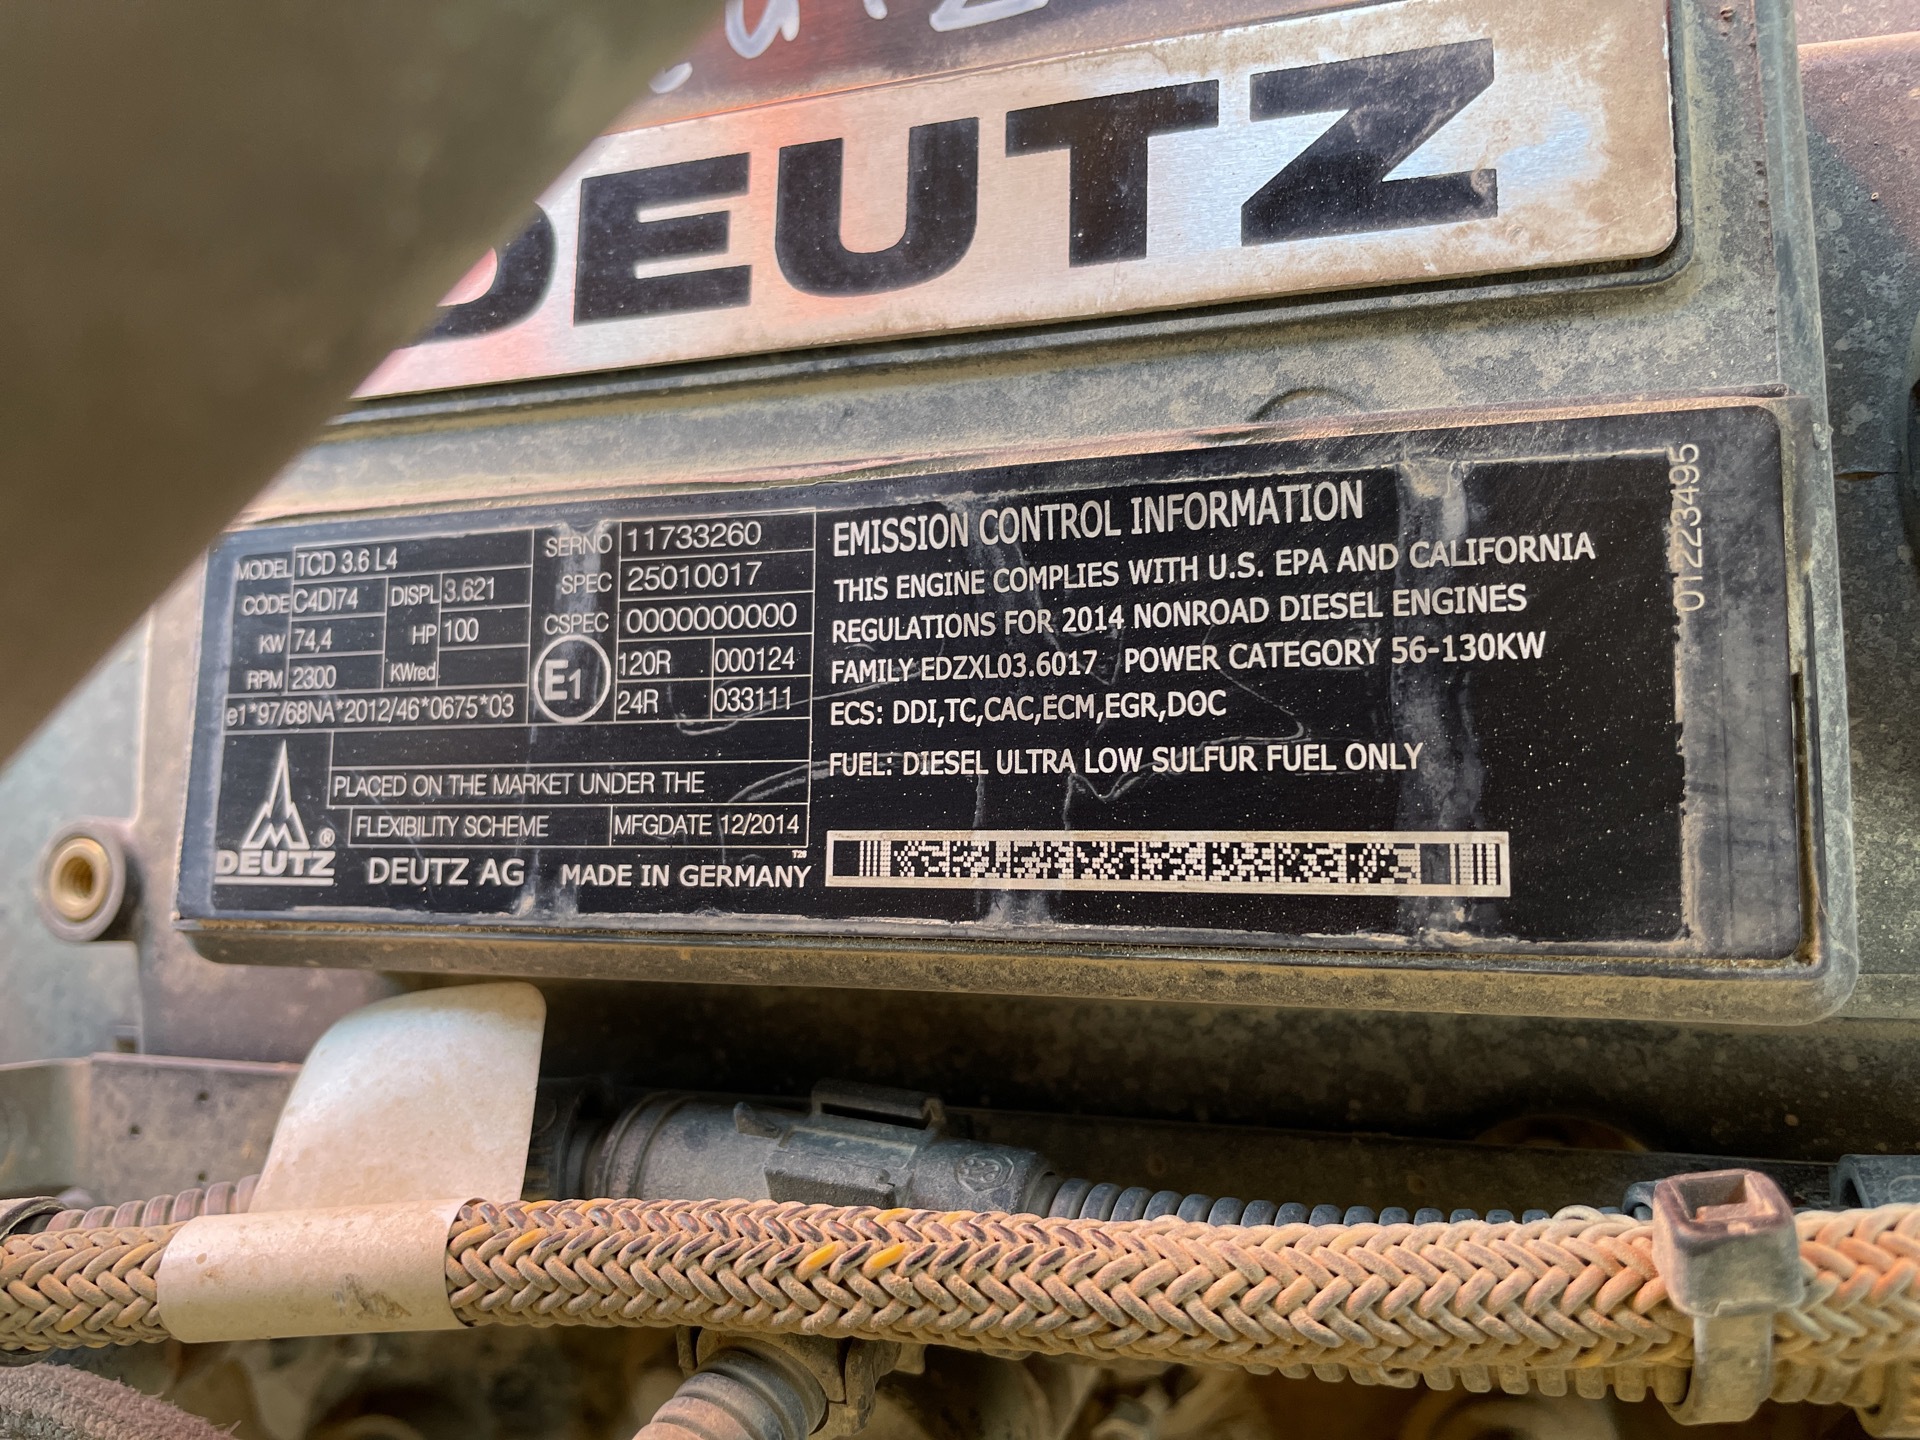 DEUTZ
MODEL TCD 3.6 L4
CODE C4DI74 DISPL 3.621
KW 74,4 HP 100
RPM 2300 KWred.
e1*97/68NA*2012/46*0675*03
SERNO 11733260
SPEC 25010017
CSPEC 0000000000
E1 120R 000124
24R 033111
PLACED ON THE MARKET UNDER THE
FLEXIBILITY SCHEME MFGDATE 12/2014
DEUTZ ® DEUTZ AG MADE IN GERMANY
EMISSION CONTROL INFORMATION
THIS ENGINE COMPLIES WITH U.S. EPA AND CALIFORNIA
REGULATIONS FOR 2014 NONROAD DIESEL ENGINES
FAMILY EDZXL03.6017 POWER CATEGORY 56-130KW
ECS: DDI,TC,CAC,ECM,EGR,DOC
FUEL: DIESEL ULTRA LOW SULFUR FUEL ONLY
01223495